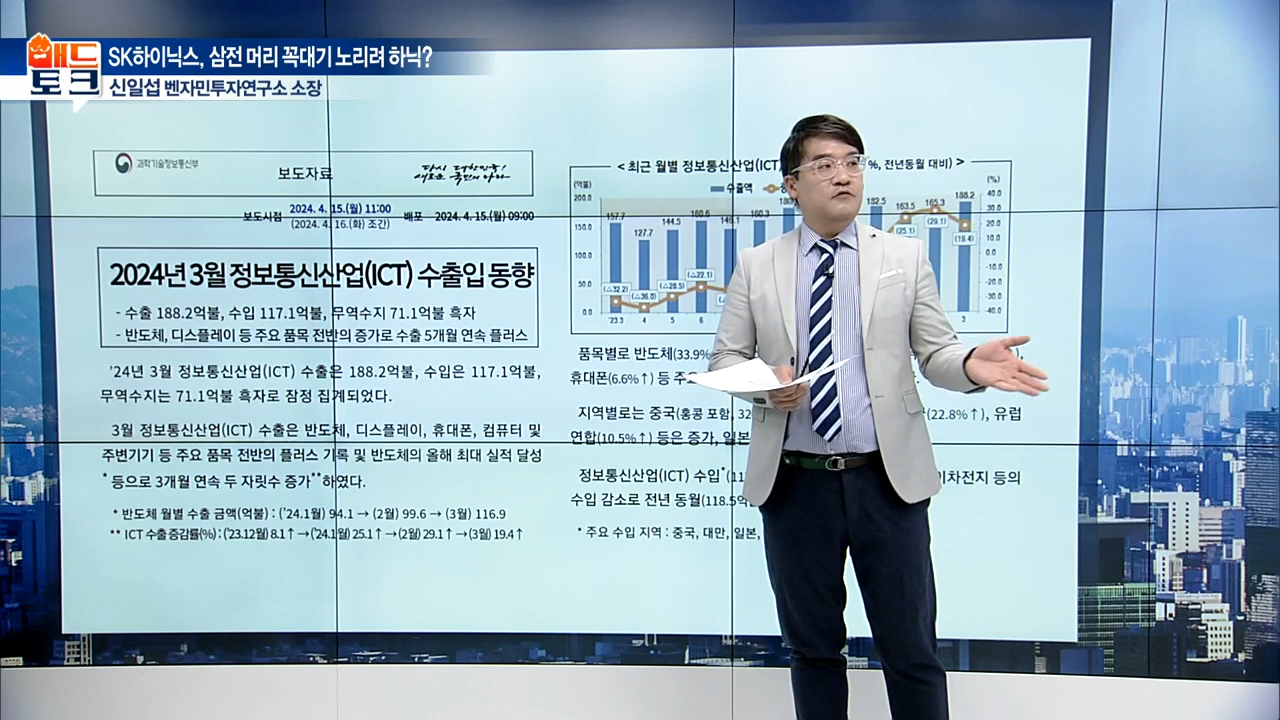 매드
토크
SK하이닉스, 삼전 머리 꼭대기 노리려 하닉?
신일섭 벤자민투자연구소 소장
과학기술정보통신부
보도자료
다시 대한민국!
새로운 국민의 나라
보도시점 2024. 4. 15.(월) 11:00 배포 2024. 4. 15.(월) 09:00
(2024. 4. 16.(화) 조간)
2024년 3월 정보통신산업(ICT) 수출입 동향
- 수출 188.2억불, 수입 117.1억불, 무역수지 71.1억불 흑자
- 반도체, 디스플레이 등 주요 품목 전반의 증가로 수출 5개월 연속 플러스
'24년 3월 정보통신산업(ICT) 수출은 188.2억불, 수입은 117.1억불,
무역수지는 71.1억불 흑자로 잠정 집계되었다.
3월 정보통신산업(ICT) 수출은 반도체, 디스플레이, 휴대폰, 컴퓨터 및
주변기기 등 주요 품목 전반의 플러스 기록 및 반도체의 올해 최대 실적 달성
* 등으로 3개월 연속 두 자릿수 증가**하였다.
* 반도체 월별 수출 금액(억불) : ('24.1월) 94.1 → (2월) 99.6 → (3월) 116.9
** ICT 수출 증감률(%) : ('23.12월) 8.1↑ → ('24.1월) 25.1↑ → (2월) 29.1↑ → (3월) 19.4↑
< 최근 월별 정보통신산업(ICT) %, 전년동월 대비) >
(억불) 수출액 (%)
200.0 150.0 100.0 50.0 0.0
157.7 127.7 144.5 160.6 146.1 160.3 182.5 163.5 165.3 188.2
(△32.2) (△36.0) (△28.5) (△22.1) (25.1) (29.1) (19.4)
40.0 30.0 20.0 10.0 0.0 -10.0 -20.0 -30.0 -40.0
'23.3 4 5 6 3
품목별로 반도체(33.9%
휴대폰(6.6%↑) 등 주요
지역별로는 중국(홍콩 포함, 32 (22.8%↑), 유럽
연합(10.5%↑) 등은 증가, 일본
정보통신산업(ICT) 수입*(11 이차전지 등의
수입 감소로 전년 동월(118.5억
* 주요 수입 지역 : 중국, 대만, 일본,